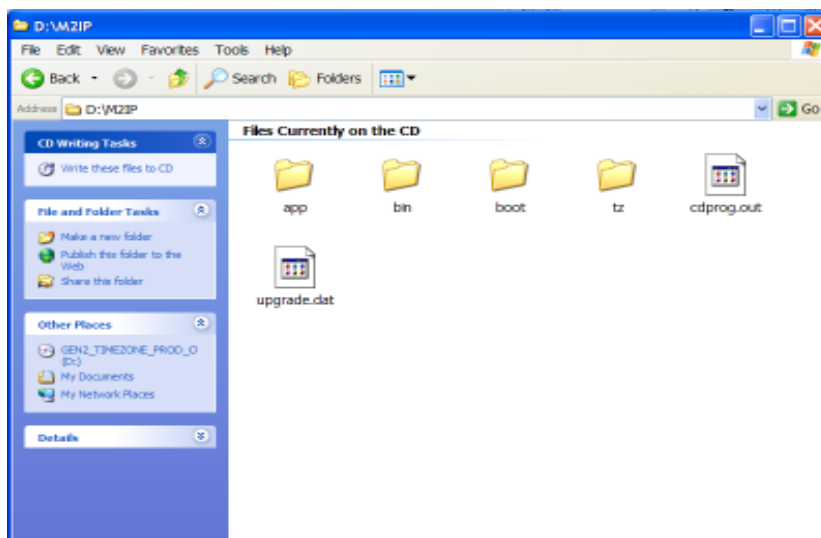 D:\M2IP
File Edit View Favorites Tools Help
Back Search Folders
Address D:\M2IP Go
CD Writing Tasks
Write these files to CD
File and Folder Tasks
Make a new folder
Publish this folder to the
Web
Share this folder
Other Places
GEN2_TIMEZONE_PROD_O
(D:)
My Documents
My Network Places
Details
Files Currently on the CD
app bin boot tz cdprog.out
upgrade.dat